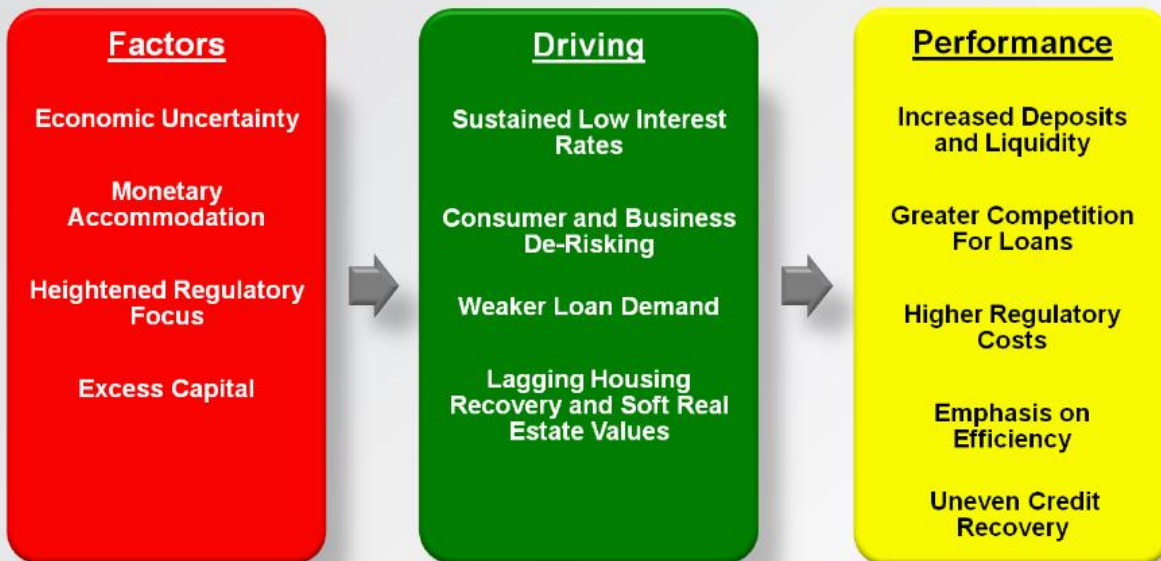 Factors
Economic Uncertainty
Monetary
Accommodation
Heightened Regulatory
Focus
Excess Capital
Driving
Sustained Low Interest
Rates
Consumer and Business
De-Risking
Weaker Loan Demand
Lagging Housing
Recovery and Soft Real
Estate Values
Performance
Increased Deposits
and Liquidity
Greater Competition
For Loans
Higher Regulatory
Costs
Emphasis on
Efficiency
Uneven Credit
Recovery